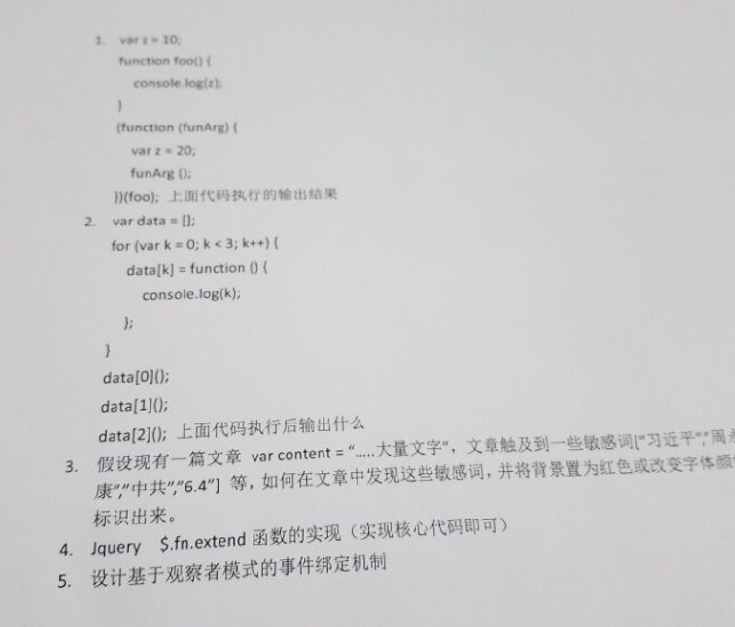 1. var z = 10;
function foo() {
console.log(z);
}
(function (funArg) {
var z = 20;
funArg ();
})(foo); 上面代码执行的输出结果
2. var data = [];
for (var k = 0; k < 3; k++) {
data[k] = function () {
console.log(k);
};
}
data[0]();
data[1]();
data[2](); 上面代码执行后输出什么
3. 假设现有一篇文章 var content = “.....大量文字”，文章触及到一些敏感词[“习近平”,”周永
康”,”中共”,”6.4”] 等，如何在文章中发现这些敏感词，并将背景置为红色或改变字体颜
标识出来。
4. Jquery $.fn.extend 函数的实现（实现核心代码即可）
5. 设计基于观察者模式的事件绑定机制